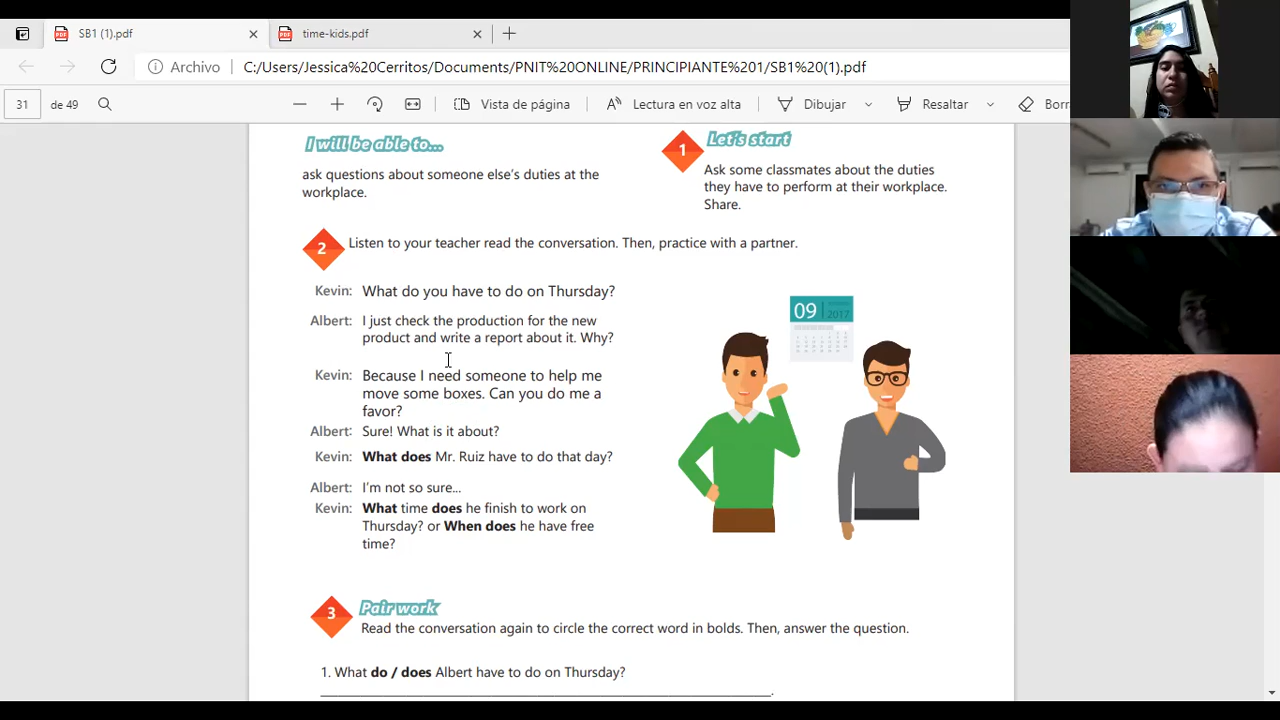 SB1 (1).pdf
time-kids.pdf
Archivo
C:/Users/Jessica%20Cerritos/Documents/PNIT%20ONLINE/PRINCIPIANTE%201/SB1%20(1).pdf
31 de 49
Vista de página
Lectura en voz alta
Dibujar
Resaltar
Borr
I will be able to...
ask questions about someone else's duties at the
workplace.
1 Let's start
Ask some classmates about the duties
they have to perform at their workplace.
Share.
2 Listen to your teacher read the conversation. Then, practice with a partner.
Kevin: What do you have to do on Thursday?
Albert: I just check the production for the new
product and write a report about it. Why?
Kevin: Because I need someone to help me
move some boxes. Can you do me a
favor?
Albert: Sure! What is it about?
Kevin: What does Mr. Ruiz have to do that day?
Albert: I'm not so sure...
Kevin: What time does he finish to work on
Thursday? or When does he have free
time?
09
2017
3 Pair work
Read the conversation again to circle the correct word in bolds. Then, answer the question.
1. What do / does Albert have to do on Thursday?